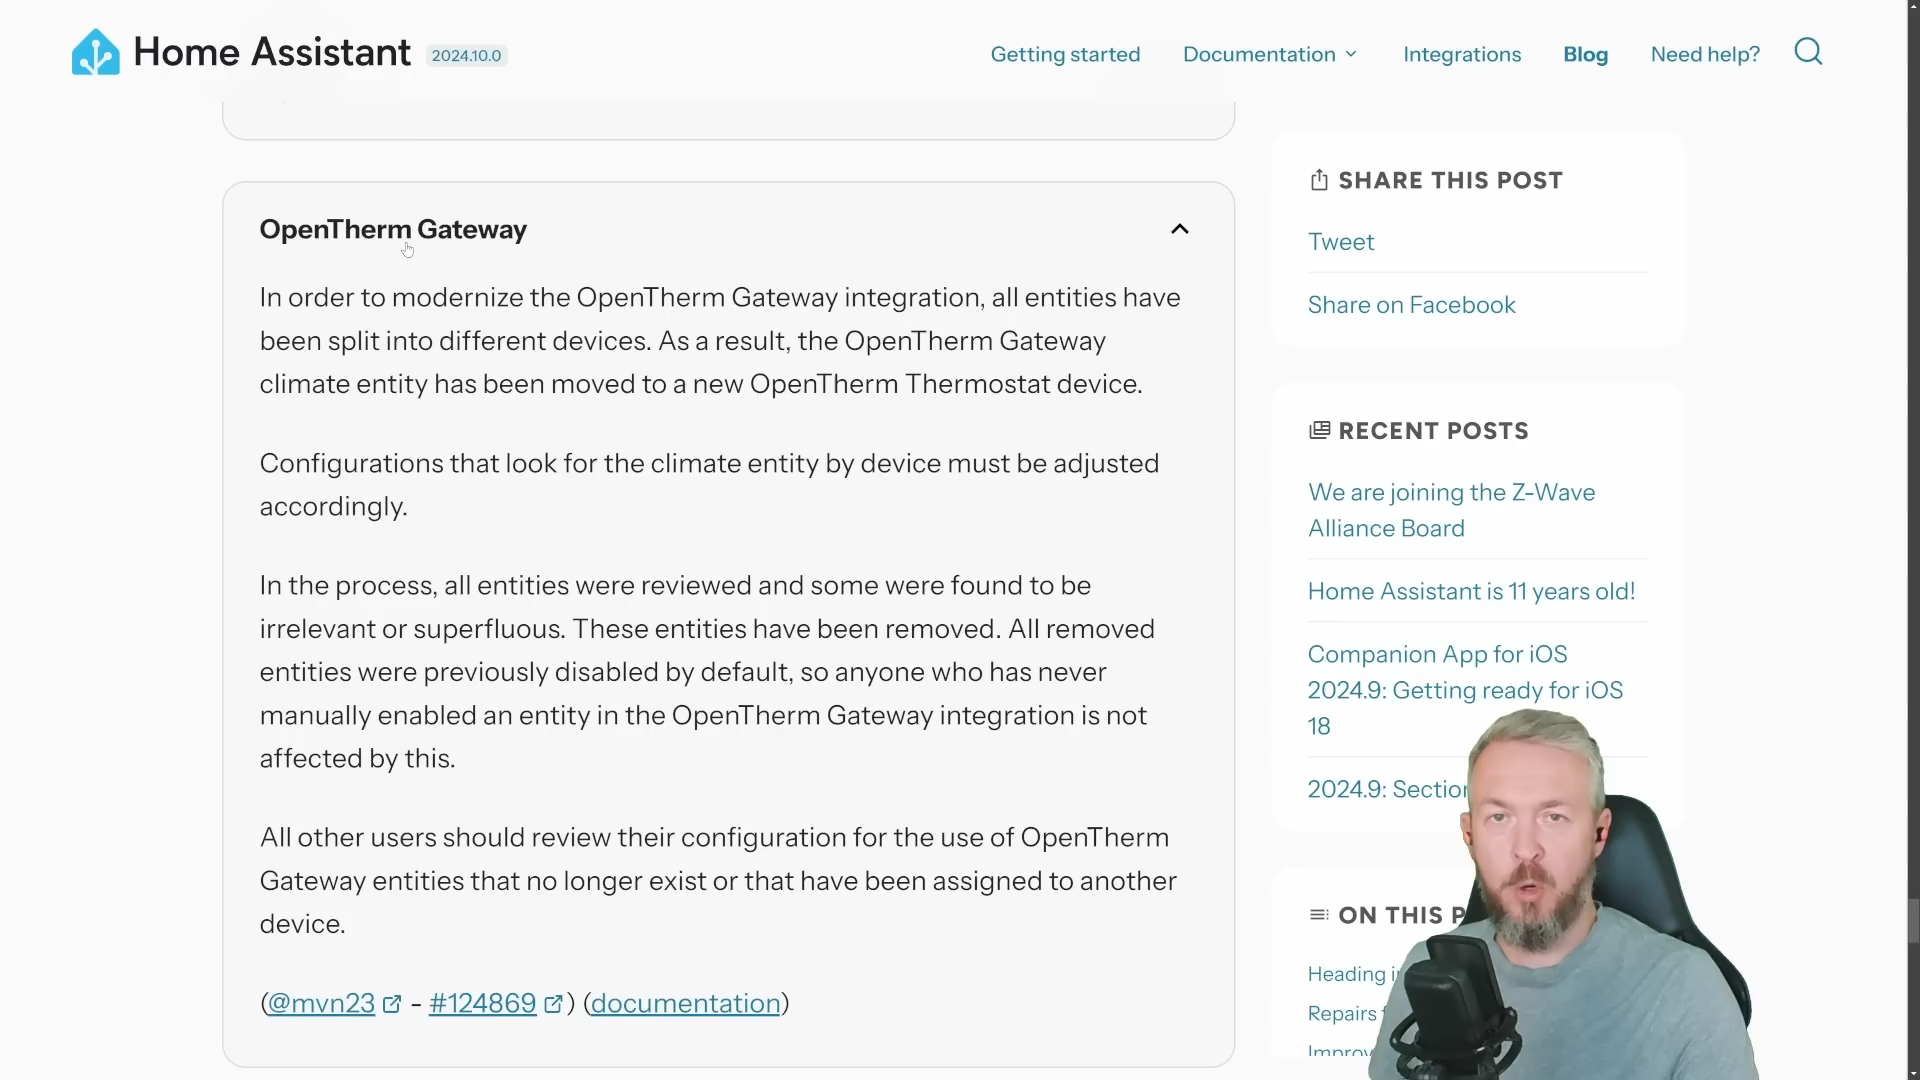 Home Assistant 2024.10.0
Getting started
Documentation
Integrations
Blog
Need help?
OpenTherm Gateway
In order to modernize the OpenTherm Gateway integration, all entities have
been split into different devices. As a result, the OpenTherm Gateway
climate entity has been moved to a new OpenTherm Thermostat device.
Configurations that look for the climate entity by device must be adjusted
accordingly.
In the process, all entities were reviewed and some were found to be
irrelevant or superfluous. These entities have been removed. All removed
entities were previously disabled by default, so anyone who has never
manually enabled an entity in the OpenTherm Gateway integration is not
affected by this.
All other users should review their configuration for the use of OpenTherm
Gateway entities that no longer exist or that have been assigned to another
device.
(@mvn23 - #124869) (documentation)
SHARE THIS POST
Tweet
Share on Facebook
RECENT POSTS
We are joining the Z-Wave
Alliance Board
Home Assistant is 11 years old!
Companion App for iOS
2024.9: Getting ready for iOS
18
2024.9:
ON THIS
Heading
Repairs